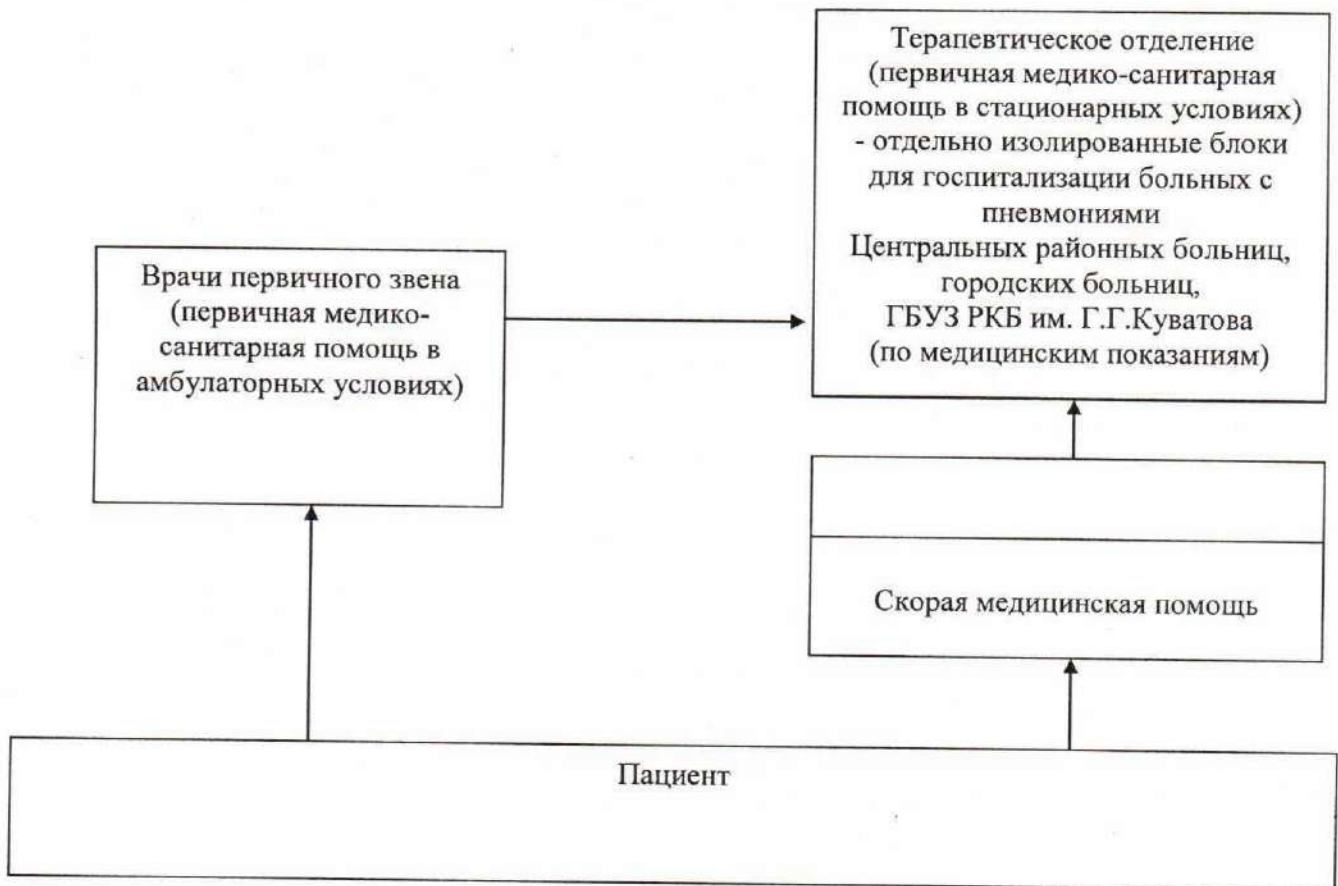 Терапевтическое отделение
(первичная медико-санитарная
помощь в стационарных условиях)
- отдельно изолированные блоки
для госпитализации больных с
пневмониями
Центральных районных больниц,
городских больниц,
ГБУЗ РКБ им. Г.Г.Куватова
(по медицинским показаниям)
Врачи первичного звена
(первичная медико-
санитарная помощь в
амбулаторных условиях)
Скорая медицинская помощь
Пациент